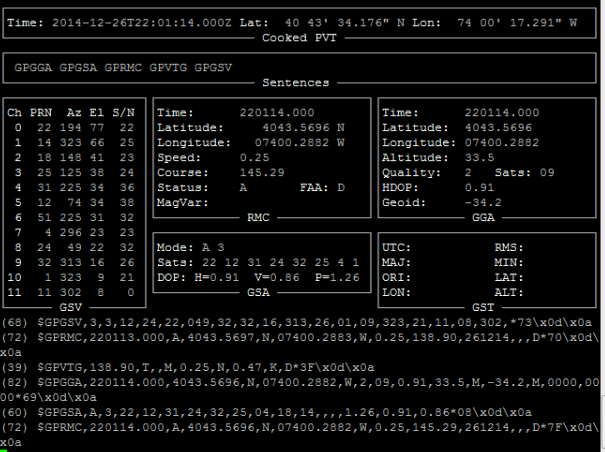 Time: 2014-12-26T22:01:14.000Z Lat:  40 43' 34.176" N Lon:  74 00' 17.291" W
Cooked PVT
GPGGA GPGSA GPRMC GPVTG GPGSV
Sentences
Ch PRN  Az El S/N
0  22 194 77  22
1  14 323 66  25
2  18 148 41  23
3  25 125 38  24
4  31 225 34  36
5  12  74 34  38
6  51 225 31  32
7   4 296 23  23
8  24  49 22  32
9  32 313 16  26
10   1 323  9  21
11  11 302  8   0
GSV
Time:      220114.000
Latitude:     4043.5696 N
Longitude:   07400.2882 W
Speed:     0.25
Course:    145.29
Status:    A       FAA: D
MagVar:
RMC
Time:      220114.000
Latitude:  4043.5696
Longitude: 07400.2882
Altitude:  33.5
Quality:   2   Sats: 09
HDOP:      0.91
Geoid:     -34.2
GGA
Mode: A 3
Sats: 22 12 31 24 32 25 4 1
DOP: H=0.91  V=0.86  P=1.26
GSA
UTC:           RMS:
MAJ:           MIN:
ORI:           LAT:
LON:           ALT:
GST
(68) $GPGSV,3,3,12,24,22,049,32,32,16,313,26,01,09,323,21,11,08,302,*73\x0d\x0a
(72) $GPRMC,220113.000,A,4043.5697,N,07400.2883,W,0.25,138.90,261214,,,D*70\x0d\
x0a
(39) $GPVTG,138.90,T,,M,0.25,N,0.47,K,D*3F\x0d\x0a
(82) $GPGGA,220114.000,4043.5696,N,07400.2882,W,2,09,0.91,33.5,M,-34.2,M,0000,00
00*69\x0d\x0a
(60) $GPGSA,A,3,22,12,31,24,32,25,04,18,14,,,,1.26,0.91,0.86*08\x0d\x0a
(72) $GPRMC,220114.000,A,4043.5696,N,07400.2882,W,0.25,145.29,261214,,,D*7F\x0d\
x0a